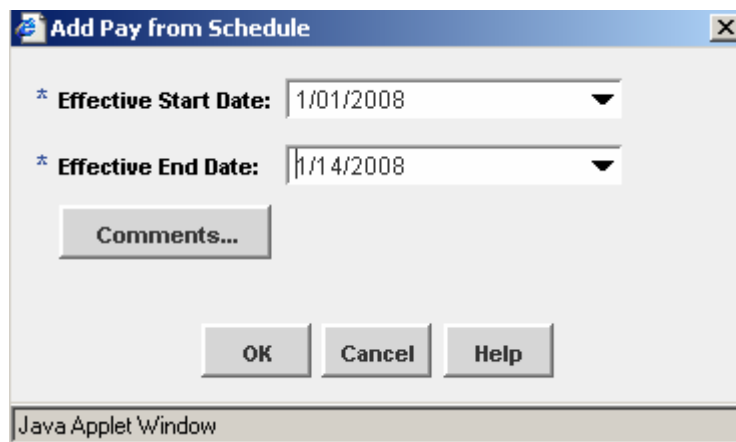 Add Pay from Schedule
* Effective Start Date: 1/01/2008
* Effective End Date: 1/14/2008
Comments...
OK Cancel Help
Java Applet Window